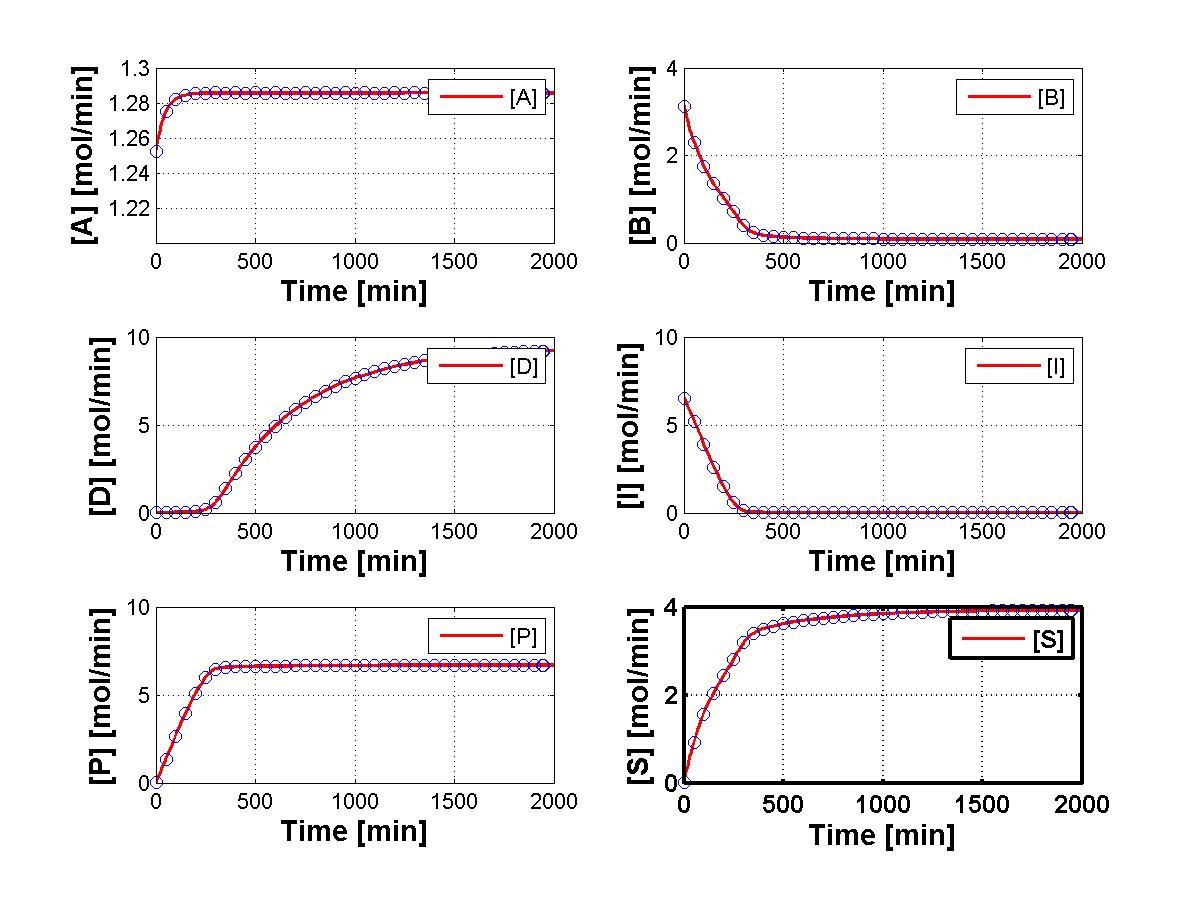 1.3
1.28
1.26
1.24
1.22
[A] [mol/min]
[A]
0 500 1000 1500 2000
Time [min]
4
2
0
[B] [mol/min]
[B]
0 500 1000 1500 2000
Time [min]
10
5
0
[D] [mol/min]
[D]
0 500 1000 1500 2000
Time [min]
10
5
0
[I] [mol/min]
[I]
0 500 1000 1500 2000
Time [min]
10
5
0
[P] [mol/min]
[P]
0 500 1000 1500 2000
Time [min]
4
2
0
[S] [mol/min]
[S]
0 500 1000 1500 2000
Time [min]